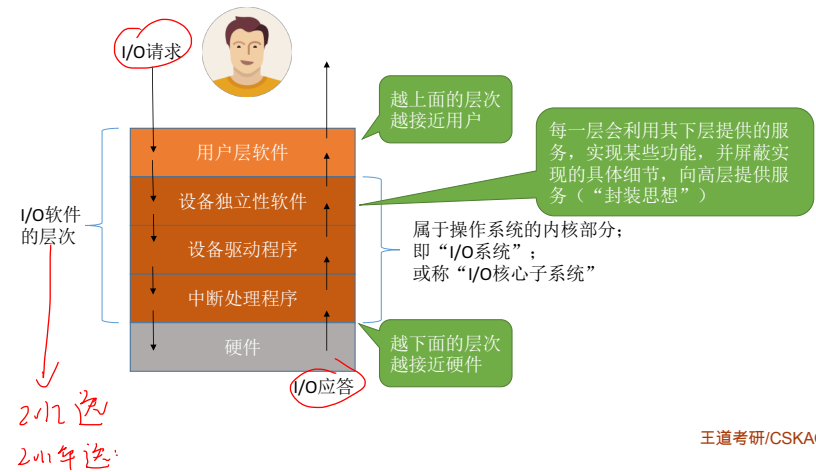 I/O请求
越上面的层次
越接近用户
每一层会利用其下层提供的服
务，实现某些功能，并屏蔽实
现的具体细节，向高层提供服
务（“封装思想”）
用户层软件
设备独立性软件
设备驱动程序
中断处理程序
硬件
I/O软件
的层次
属于操作系统的内核部分；
即“I/O系统”；
或称“I/O核心子系统”
越下面的层次
越接近硬件
I/O应答
2012 选
2011年选：
王道考研/CSKAO